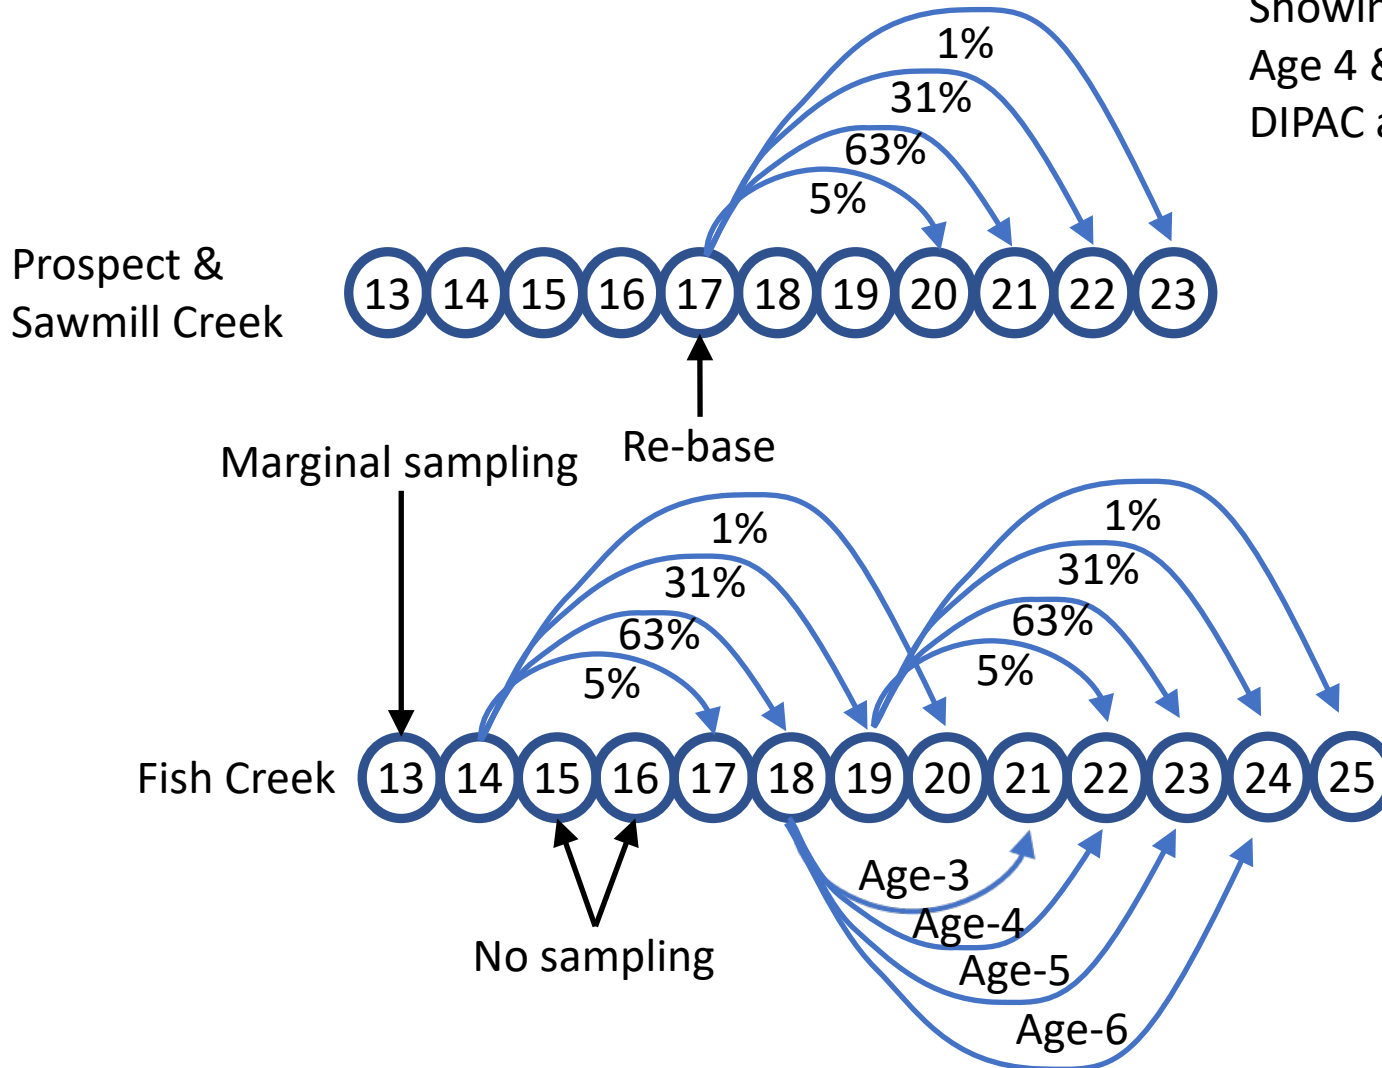 Showin
Age 4 &
DIPAC a
1%
31%
63%
5%
Prospect &
Sawmill Creek
13 14 15 16 17 18 19 20 21 22 23
Re-base
Marginal sampling
1%
31%
63%
5%
1%
31%
63%
5%
Fish Creek
13 14 15 16 17 18 19 20 21 22 23 24 25
No sampling
Age-3
Age-4
Age-5
Age-6